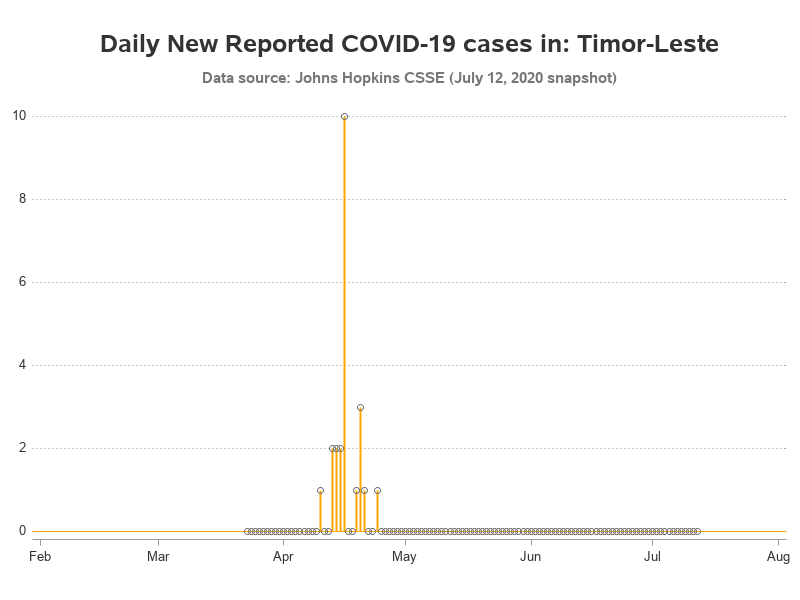 Daily New Reported COVID-19 cases in: Timor-Leste
Data source: Johns Hopkins CSSE (July 12, 2020 snapshot)
10
8
6
4
2
0
Feb Mar Apr May Jun Jul Aug